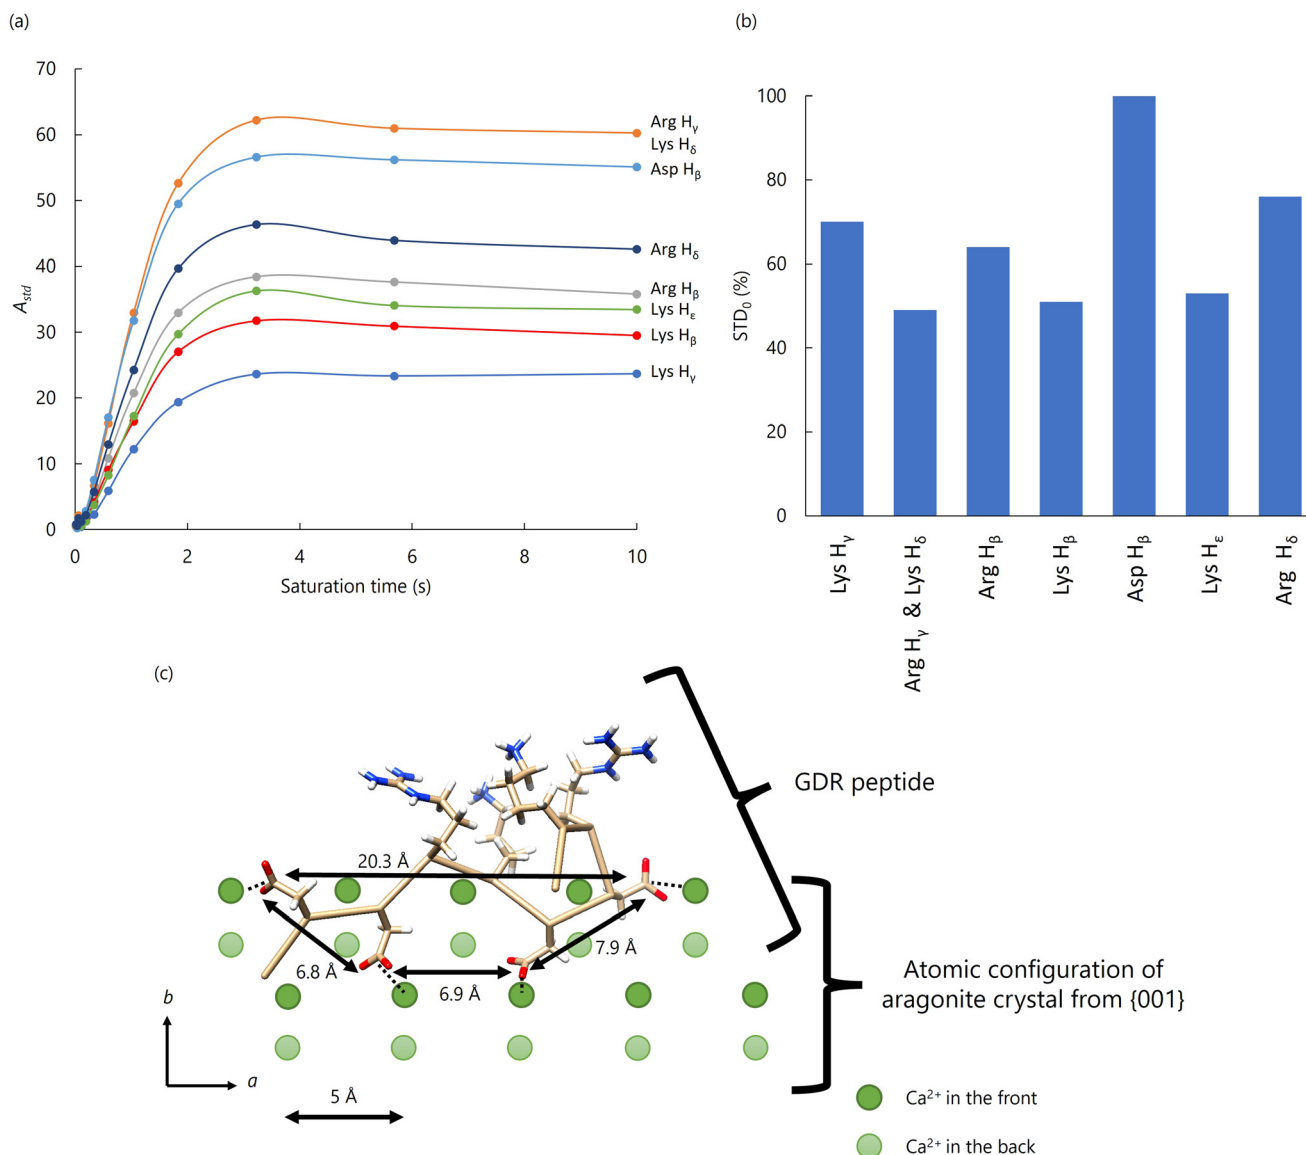 (a)
70
60
50
40
30
20
10
0
0
2
4
6
8
10
A_std
Saturation time (s)
Arg Hγ
Lys Hδ
Asp Hβ
Arg Hδ
Arg Hβ
Lys Hε
Lys Hβ
Lys Hγ
(b)
100
80
60
40
20
0
STD₀ (%)
Lys Hγ
Arg Hγ & Lys Hδ
Arg Hβ
Lys Hβ
Asp Hβ
Lys Hε
Arg Hδ
(c)
GDR peptide
20.3 Å
6.8 Å
6.9 Å
7.9 Å
Atomic configuration of
aragonite crystal from {001}
b
a
5 Å
Ca²⁺ in the front
Ca²⁺ in the back